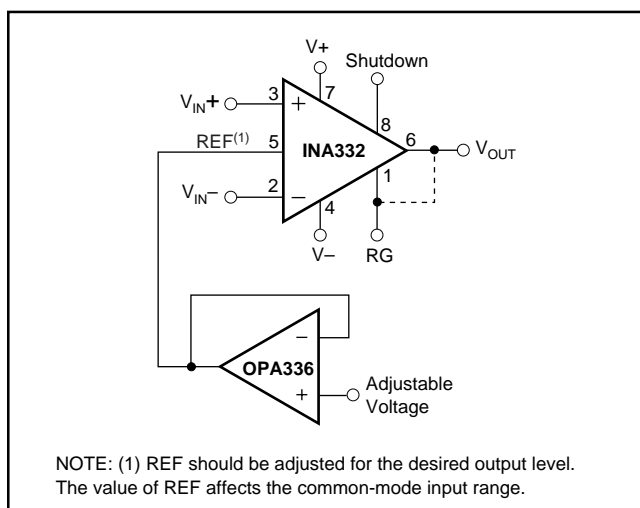 V+
Shutdown
V_IN+
3
+
7
8
REF(1)
5
INA332
6
V_OUT
V_IN−
2
−
4
1
V−
RG
−
OPA336
+
Adjustable
Voltage
NOTE: (1) REF should be adjusted for the desired output level.
The value of REF affects the common-mode input range.